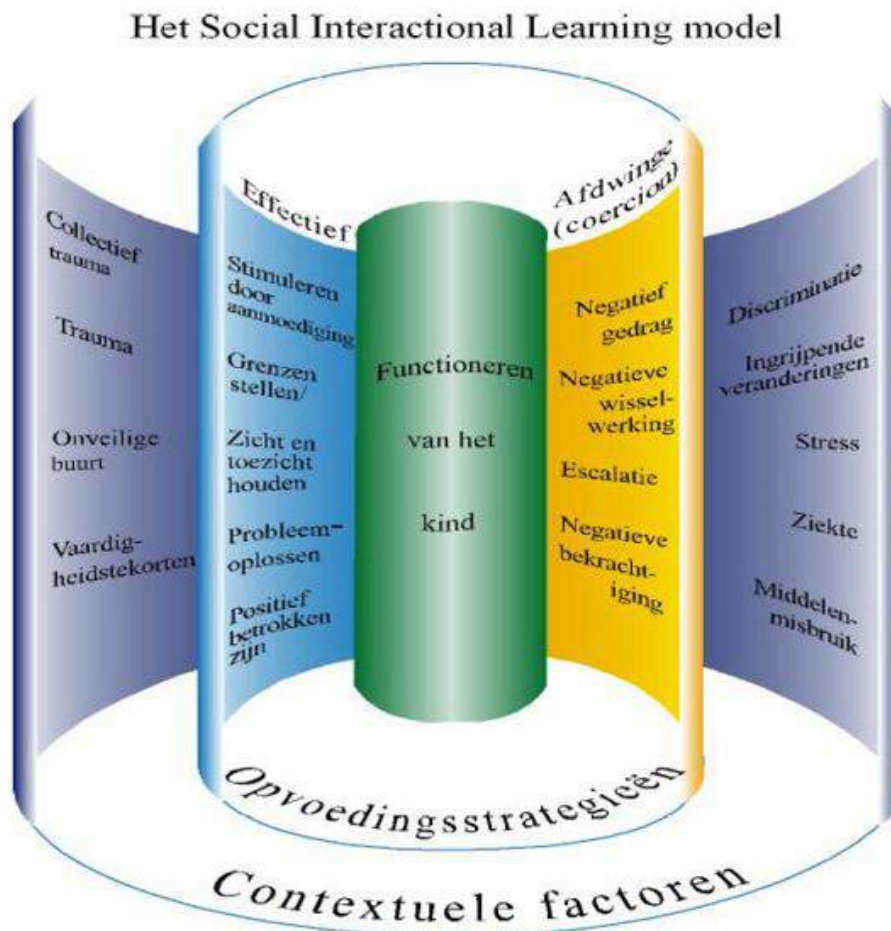 Het Social Interactional Learning model
Collectief
trauma
Trauma
Onveilige
buurt
Vaardig-
heidstekorten
Effectief
Stimuleren
door
aanmoediging
Grenzen
stellen/
Zicht en
toezicht
houden
Probleem-
oplossen
Positief
betrokken
zijn
Functioneren
van het
kind
Afdwinge
(coercion)
Negatief
gedrag
Negatieve
wissel-
werking
Escalatie
Negatieve
bekracht-
iging
Discriminatie
Ingrijpende
veranderingen
Stress
Ziekte
Middelen-
misbruik
Opvoedingsstrategieën
Contextuele factoren